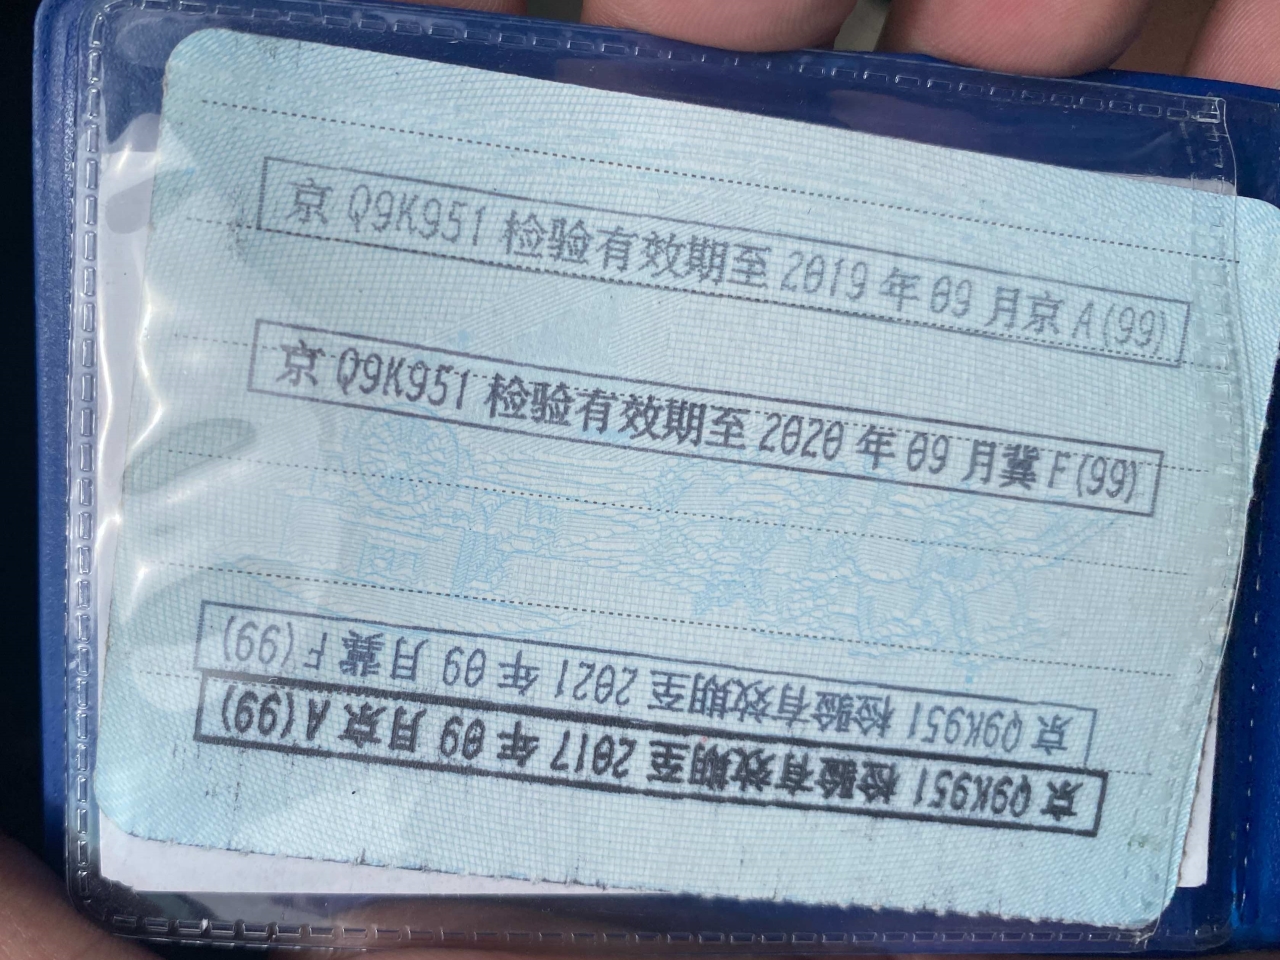 京 Q9K951 检验有效期至 2019 年 09 月京 A(99)
京 Q9K951 检验有效期至 2020 年 09 月冀 F(99)
京 Q9K951 检验有效期至 2021 年 09 月冀 F(99)
京 Q9K951 检验有效期至 2017 年 09 月京 A(99)